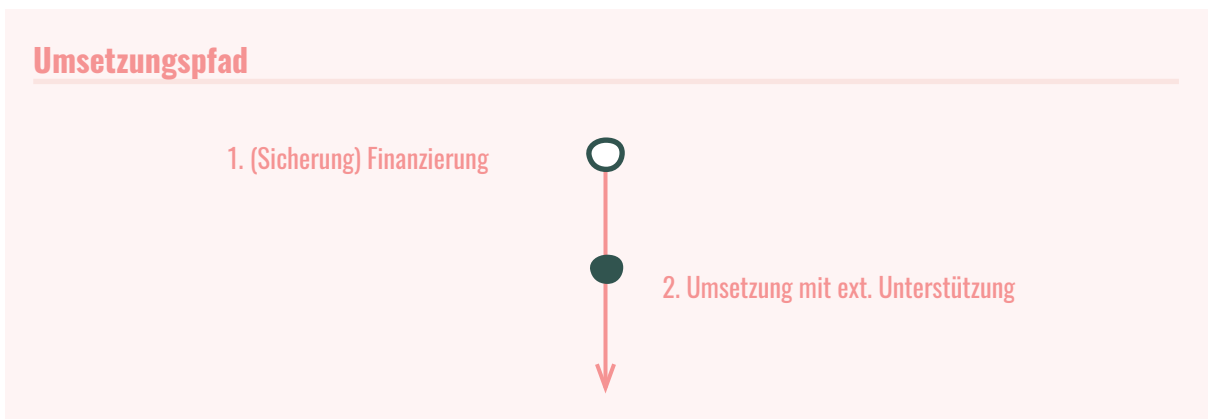 Umsetzungspfad
1. (Sicherung) Finanzierung
2. Umsetzung mit ext. Unterstützung